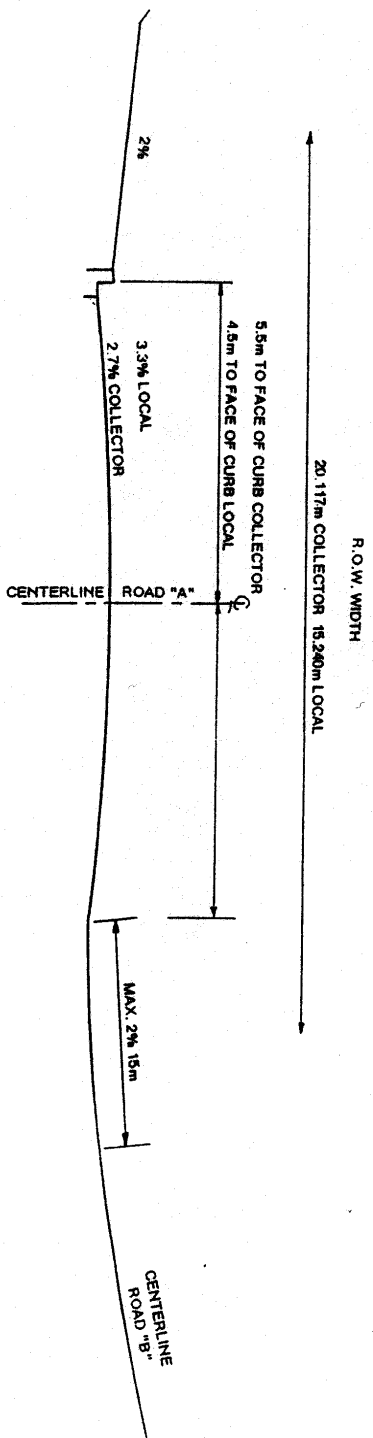 R.O.W. WIDTH
20.117m COLLECTOR 15.240m LOCAL
5.5m TO FACE OF CURB COLLECTOR
4.5m TO FACE OF CURB LOCAL
2%
3.3% LOCAL
2.7% COLLECTOR
CENTERLINE ROAD "A"
MAX. 2% 15m
CENTERLINE
ROAD "B"